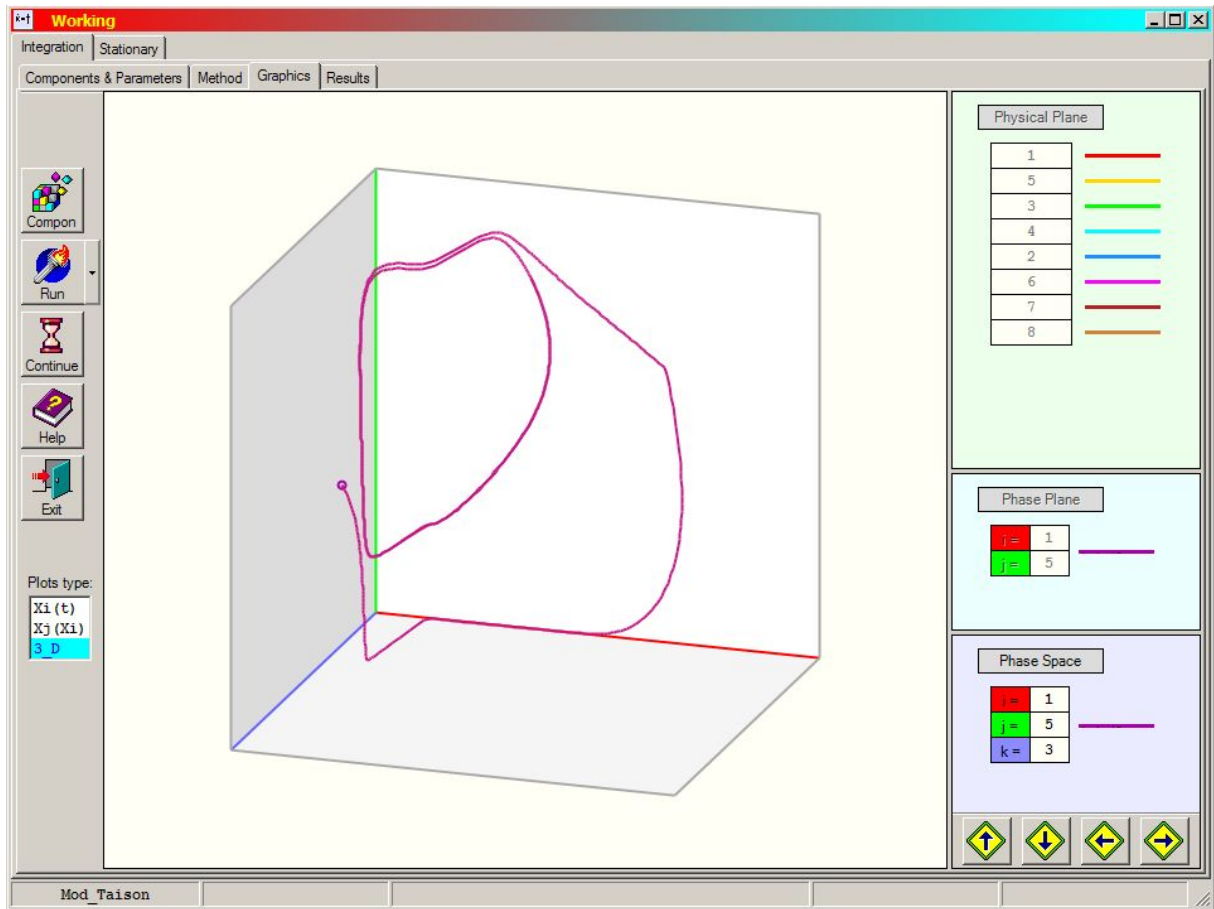 ẋ=f Working
Integration Stationary
Components & Parameters Method Graphics Results
Compon
Run
Continue
Help
Exit
Plots type:
Xi(t)
Xj(Xi)
3_D
Physical Plane
1
5
3
4
2
6
7
8
Phase Plane
i = 1
j = 5
Phase Space
i = 1
j = 5
k = 3
Mod_Taison